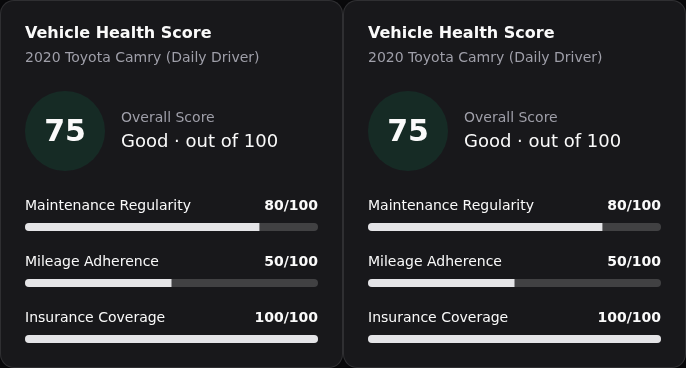 Vehicle Health Score
2020 Toyota Camry (Daily Driver)
75
Overall Score
Good · out of 100
Maintenance Regularity 80/100
Mileage Adherence 50/100
Insurance Coverage 100/100
Vehicle Health Score
2020 Toyota Camry (Daily Driver)
75
Overall Score
Good · out of 100
Maintenance Regularity 80/100
Mileage Adherence 50/100
Insurance Coverage 100/100